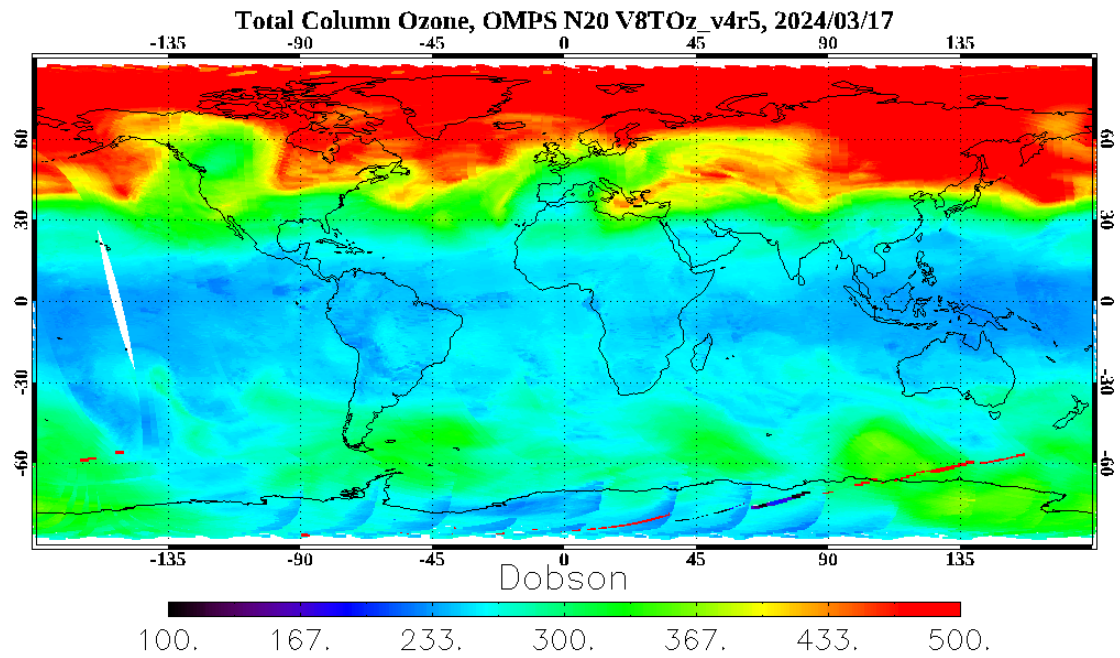 Total Column Ozone, OMPS N20 V8TOz_v4r5, 2024/03/17
-135 -90 -45 0 45 90 135
60 60
30 30
0 0
-30 -30
-60 -60
-135 -90 -45 0 45 90 135
Dobson
100. 167. 233. 300. 367. 433. 500.